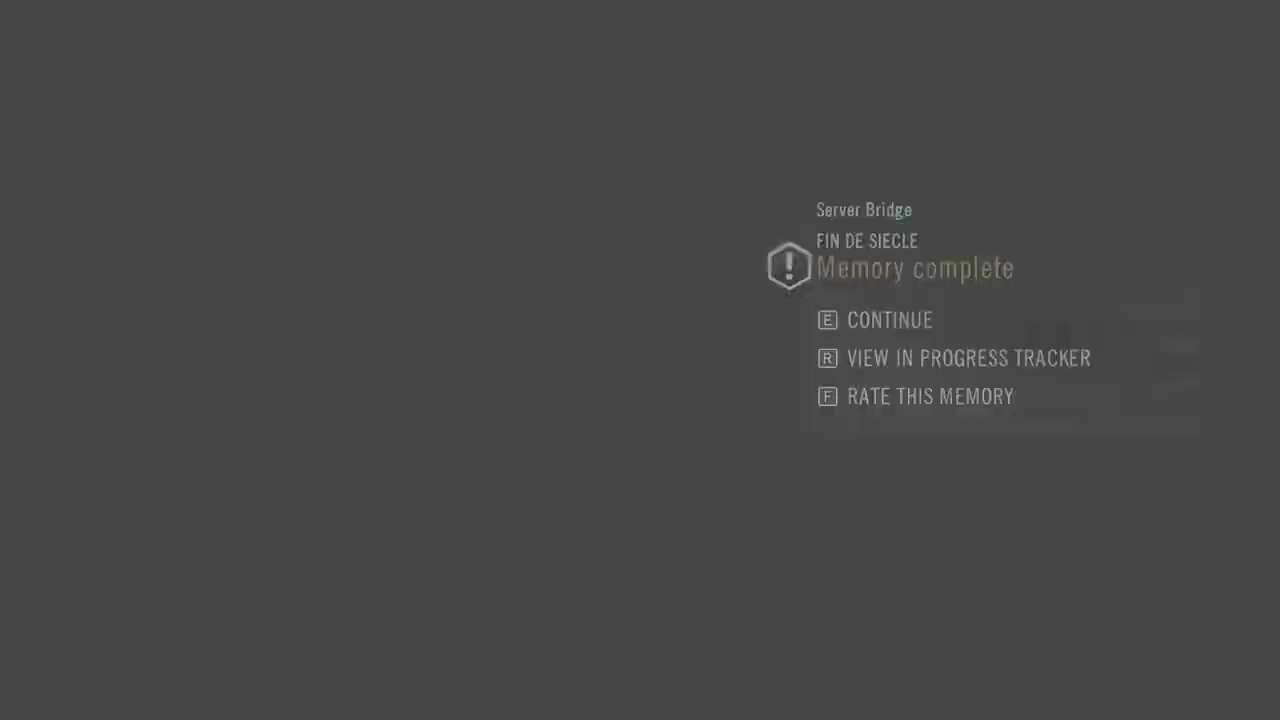 Server Bridge
FIN DE SIECLE
Memory complete
E CONTINUE
R VIEW IN PROGRESS TRACKER
F RATE THIS MEMORY